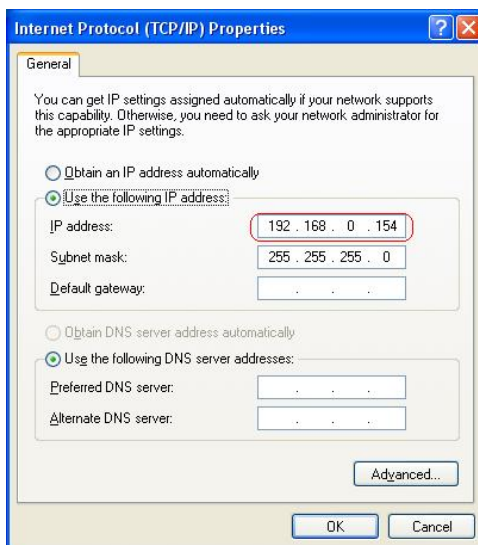 Internet Protocol (TCP/IP) Properties
General
You can get IP settings assigned automatically if your network supports
this capability. Otherwise, you need to ask your network administrator for
the appropriate IP settings.
Obtain an IP address automatically
Use the following IP address:
IP address: 192 . 168 . 0 . 154
Subnet mask: 255 . 255 . 255 . 0
Default gateway: . . .
Obtain DNS server address automatically
Use the following DNS server addresses:
Preferred DNS server: . . .
Alternate DNS server: . . .
Advanced...
OK Cancel